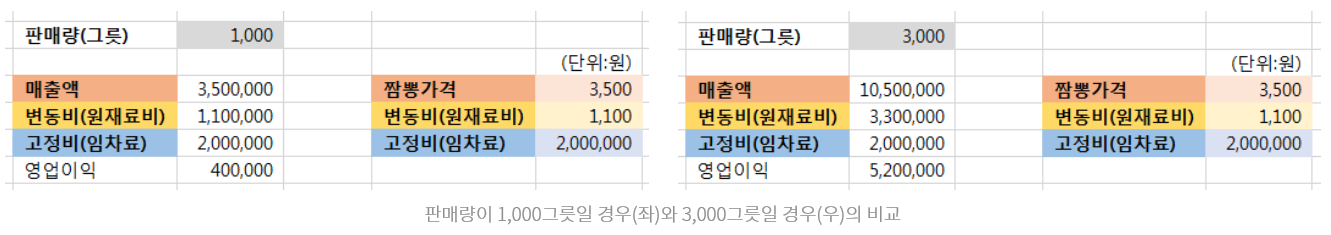 판매량(그릇) 1,000
(단위:원)
매출액 3,500,000 짬뽕가격 3,500
변동비(원재료비) 1,100,000 변동비(원재료비) 1,100
고정비(임차료) 2,000,000 고정비(임차료) 2,000,000
영업이익 400,000
판매량(그릇) 3,000
(단위:원)
매출액 10,500,000 짬뽕가격 3,500
변동비(원재료비) 3,300,000 변동비(원재료비) 1,100
고정비(임차료) 2,000,000 고정비(임차료) 2,000,000
영업이익 5,200,000
판매량이 1,000그릇일 경우(좌)와 3,000그릇일 경우(우)의 비교